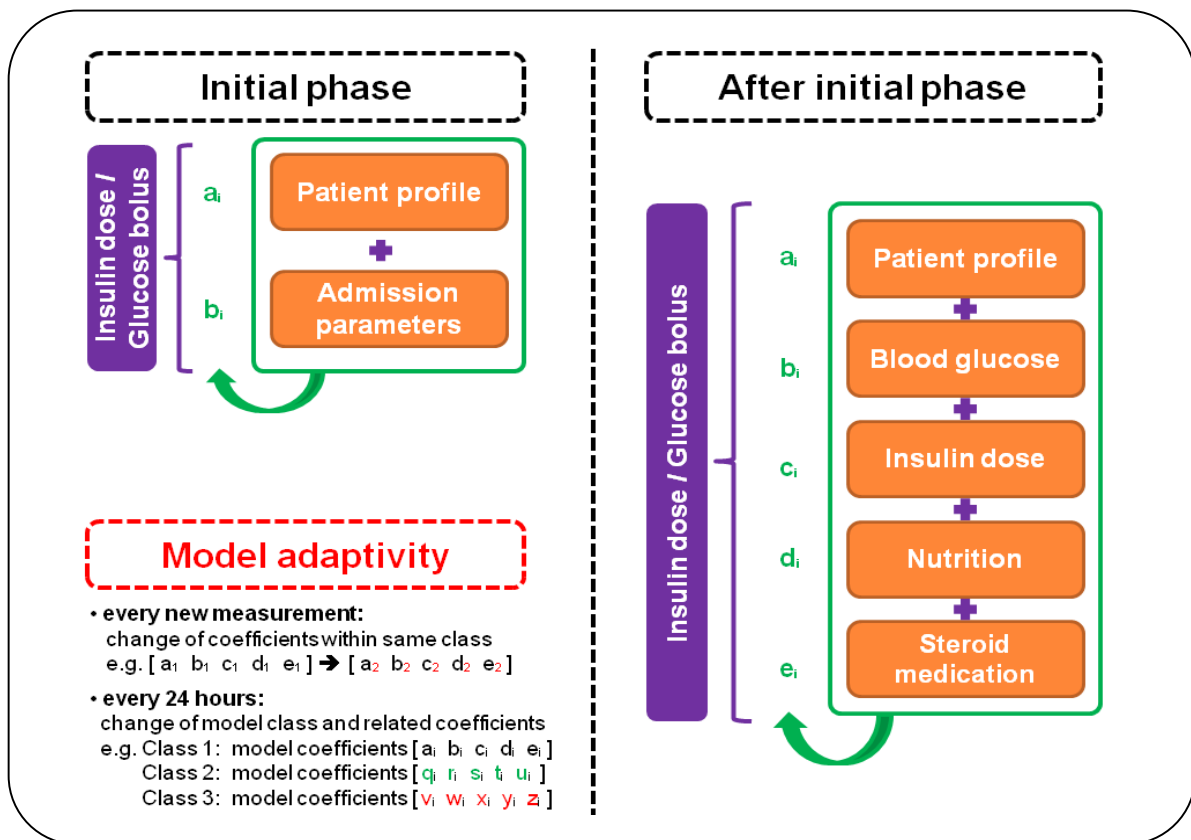 Initial phase
Insulin dose /
Glucose bolus
aᵢ
Patient profile
bᵢ
Admission
parameters
Model adaptivity
• every new measurement:
change of coefficients within same class
e.g. [ a₁ b₁ c₁ d₁ e₁ ] ➔ [ a₂ b₂ c₂ d₂ e₂ ]
• every 24 hours:
change of model class and related coefficients
e.g. Class 1: model coefficients [ aᵢ bᵢ cᵢ dᵢ eᵢ ]
Class 2: model coefficients [ qᵢ rᵢ sᵢ tᵢ uᵢ ]
Class 3: model coefficients [ vᵢ wᵢ xᵢ yᵢ zᵢ ]
After initial phase
Insulin dose / Glucose bolus
aᵢ
Patient profile
bᵢ
Blood glucose
cᵢ
Insulin dose
dᵢ
Nutrition
eᵢ
Steroid
medication